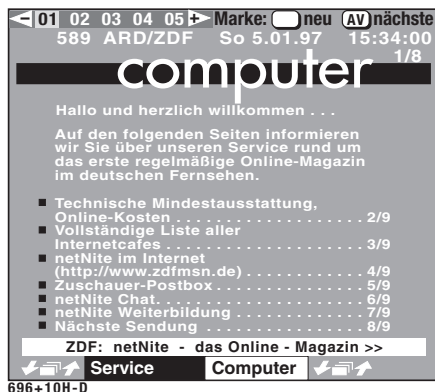 - 01 02 03 04 05 + Marke: neu AV nächste
589 ARD/ZDF So 5.01.97 15:34:00
1/8
computer
Hallo und herzlich willkommen . . .
Auf den folgenden Seiten informieren
wir Sie über unseren Service rund um
das erste regelmäßige Online-Magazin
im deutschen Fernsehen.
Technische Mindestausstattung,
Online-Kosten . . . . . . . . . . . . . . . . . . . 2/9
Vollständige Liste aller
Internetcafes . . . . . . . . . . . . . . . . . . . . 3/9
netNite im Internet
(http://www.zdfmsn.de) . . . . . . . . . . . . 4/9
Zuschauer-Postbox . . . . . . . . . . . . . . . 5/9
netNite Chat. . . . . . . . . . . . . . . . . . . . . 6/9
netNite Weiterbildung . . . . . . . . . . . . . 7/9
Nächste Sendung . . . . . . . . . . . . . . . . 8/9
ZDF: netNite - das Online - Magazin >>
Service Computer
696+10H-D